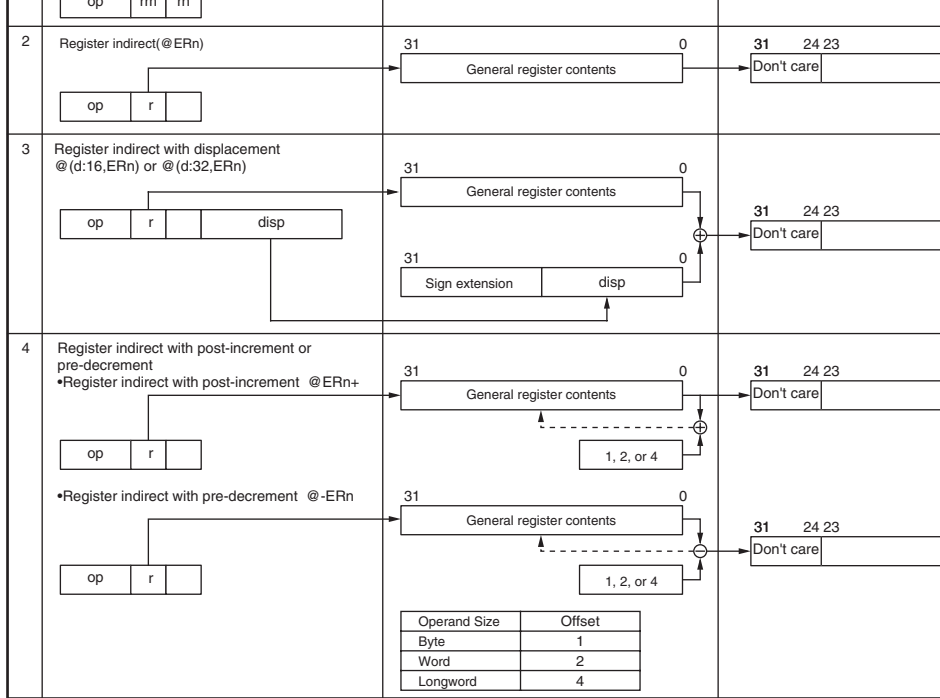 op rm rn
2 Register indirect(@ERn)
31 0
General register contents
31 24 23
Don't care
op r
3 Register indirect with displacement
@(d:16,ERn) or @(d:32,ERn)
31 0
General register contents
op r disp
31 24 23
Don't care
31 0
Sign extension disp
4 Register indirect with post-increment or
pre-decrement
•Register indirect with post-increment @ERn+
31 0
General register contents
31 24 23
Don't care
op r
1, 2, or 4
•Register indirect with pre-decrement @-ERn
31 0
General register contents
31 24 23
Don't care
op r
1, 2, or 4
Operand Size Offset
Byte 1
Word 2
Longword 4